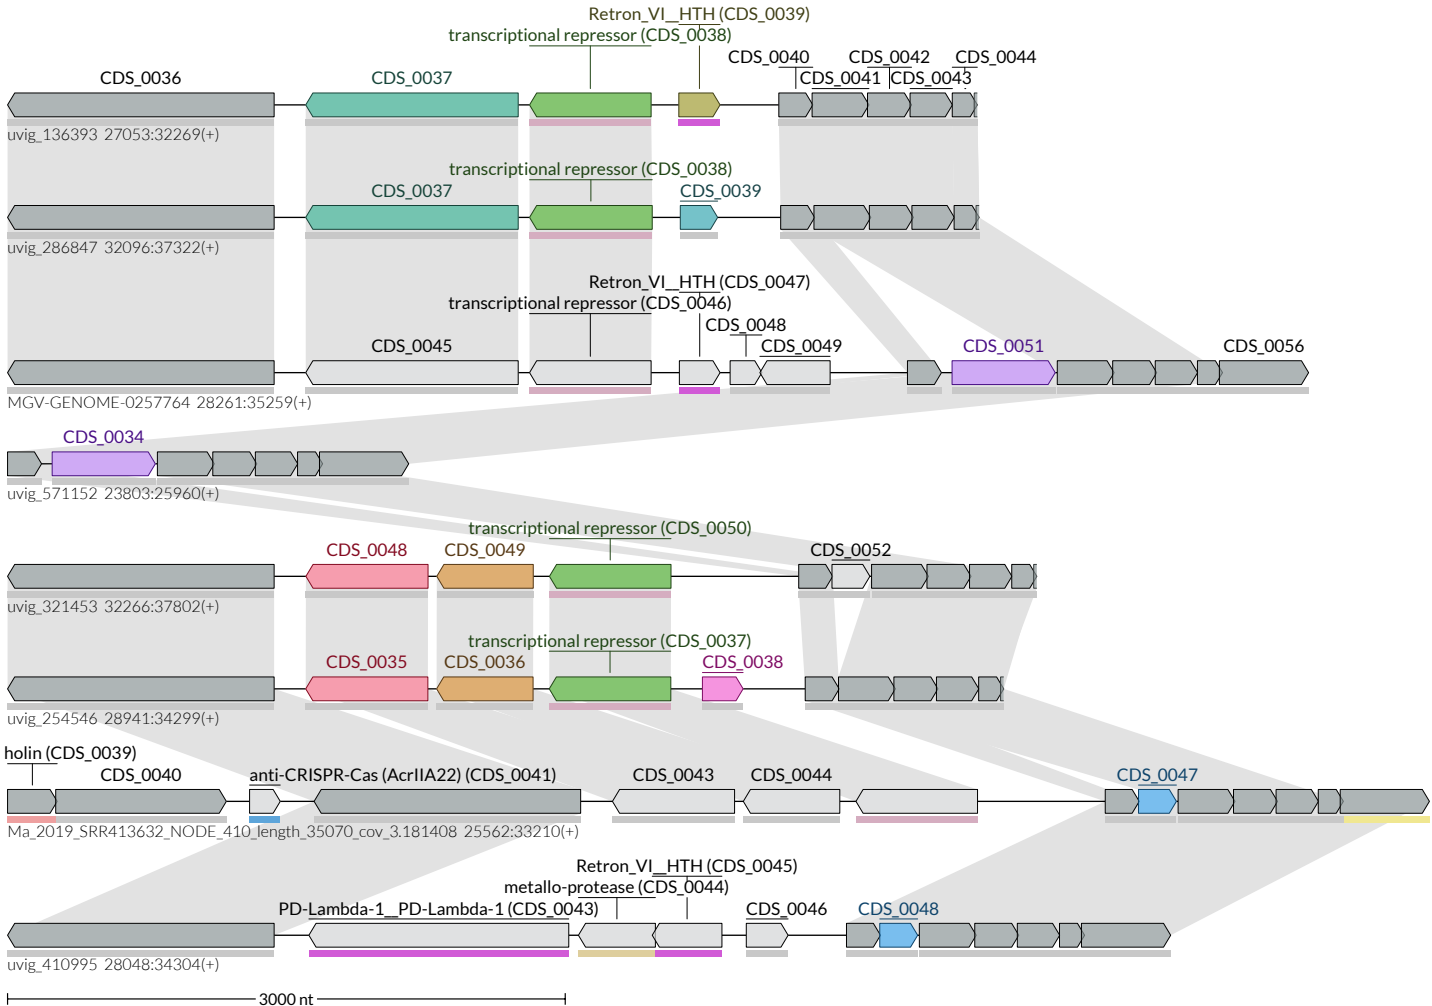 Retron_VI__HTH (CDS_0039)
transcriptional repressor (CDS_0038)
CDS_0040 CDS_0042 CDS_0044
CDS_0036 CDS_0037 CDS_0041 CDS_0043
uvig_136393 27053:32269(+)
transcriptional repressor (CDS_0038)
CDS_0037 CDS_0039
uvig_286847 32096:37322(+)
Retron_VI__HTH (CDS_0047)
transcriptional repressor (CDS_0046)
CDS_0048
CDS_0045 CDS_0049 CDS_0051 CDS_0056
MGV-GENOME-0257764 28261:35259(+)
CDS_0034
uvig_571152 23803:25960(+)
transcriptional repressor (CDS_0050)
CDS_0048 CDS_0049 CDS_0052
uvig_321453 32266:37802(+)
transcriptional repressor (CDS_0037)
CDS_0035 CDS_0036 CDS_0038
uvig_254546 28941:34299(+)
holin (CDS_0039)
CDS_0040 anti-CRISPR-Cas (AcrIIA22) (CDS_0041) CDS_0043 CDS_0044 CDS_0047
Ma_2019_SRR413632_NODE_410_length_35070_cov_3.181408 25562:33210(+)
Retron_VI__HTH (CDS_0045)
metallo-protease (CDS_0044)
PD-Lambda-1__PD-Lambda-1 (CDS_0043) CDS_0046 CDS_0048
uvig_410995 28048:34304(+)
3000 nt